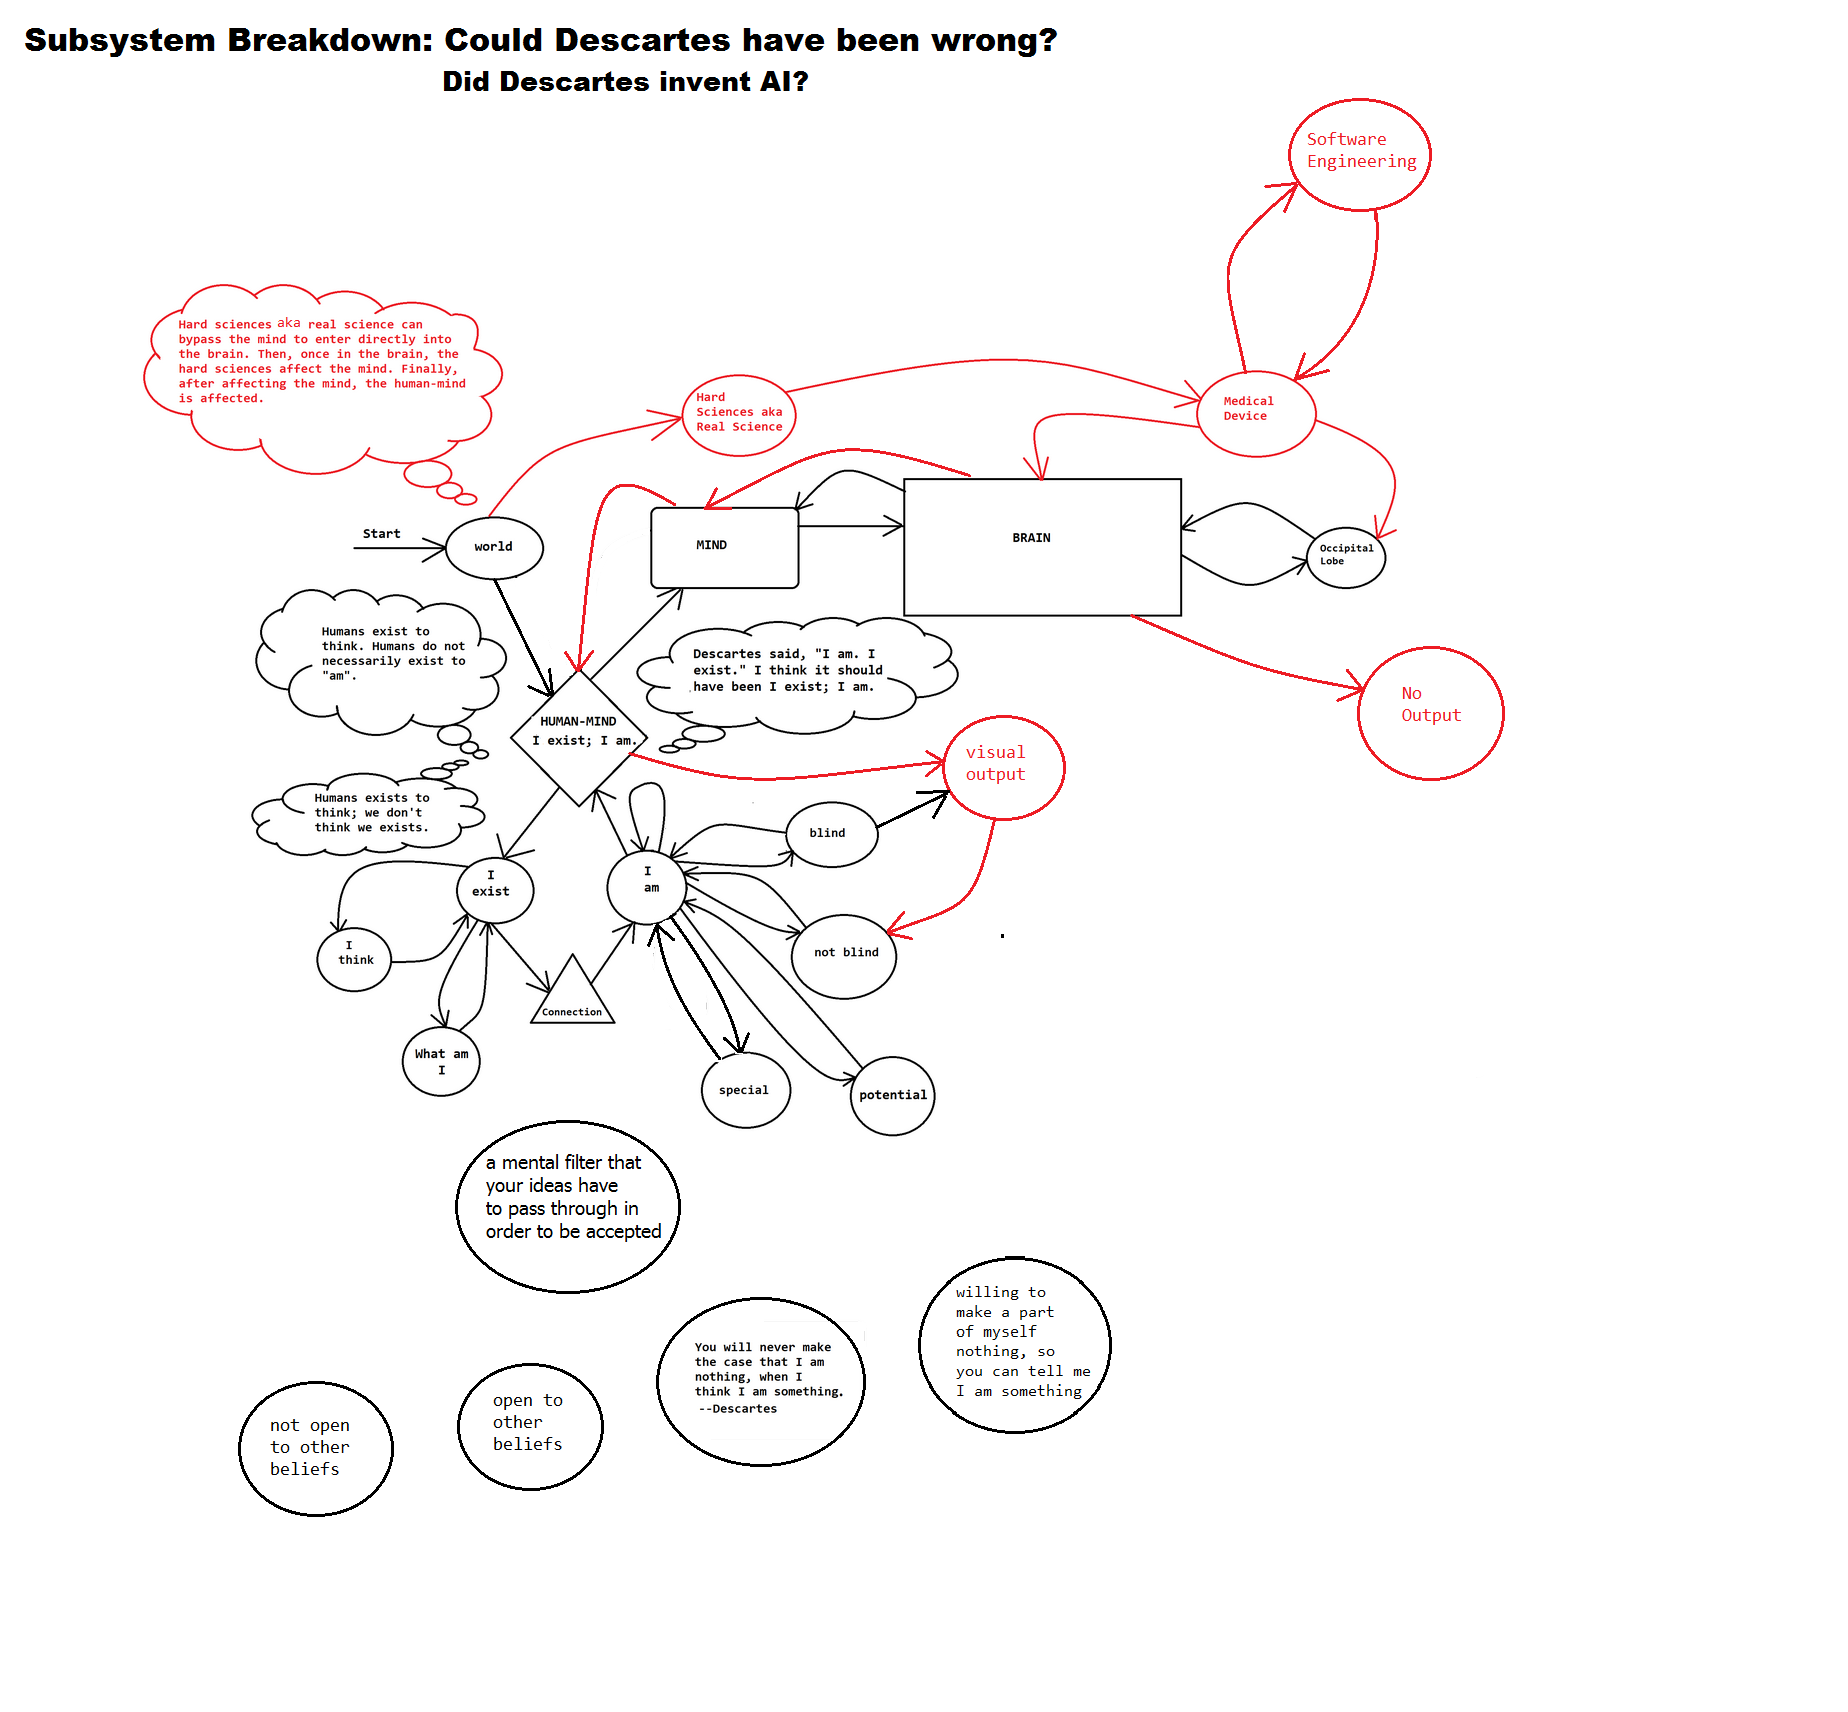 Subsystem Breakdown: Could Descartes have been wrong?
Did Descartes invent AI?
Software
Engineering
Hard sciences aka real science can
bypass the mind to enter directly into
the brain. Then, once in the brain, the
hard sciences affect the mind. Finally,
after affecting the mind, the human-mind
is affected.
Hard
Sciences aka
Real Science
Medical
Device
Start
world
MIND
BRAIN
Occipital
Lobe
Humans exist to
think. Humans do not
necessarily exist to
"am".
Descartes said, "I am. I
exist." I think it should
have been I exist; I am.
No
Output
HUMAN-MIND
I exist; I am.
visual
output
Humans exists to
think; we don't
think we exists.
blind
I
exist
I
am
I
think
not blind
Connection
What am
I
special
potential
a mental filter that
your ideas have
to pass through in
order to be accepted
willing to
make a part
of myself
nothing, so
you can tell me
I am something
You will never make
the case that I am
nothing, when I
think I am something.
--Descartes
open to
other
beliefs
not open
to other
beliefs